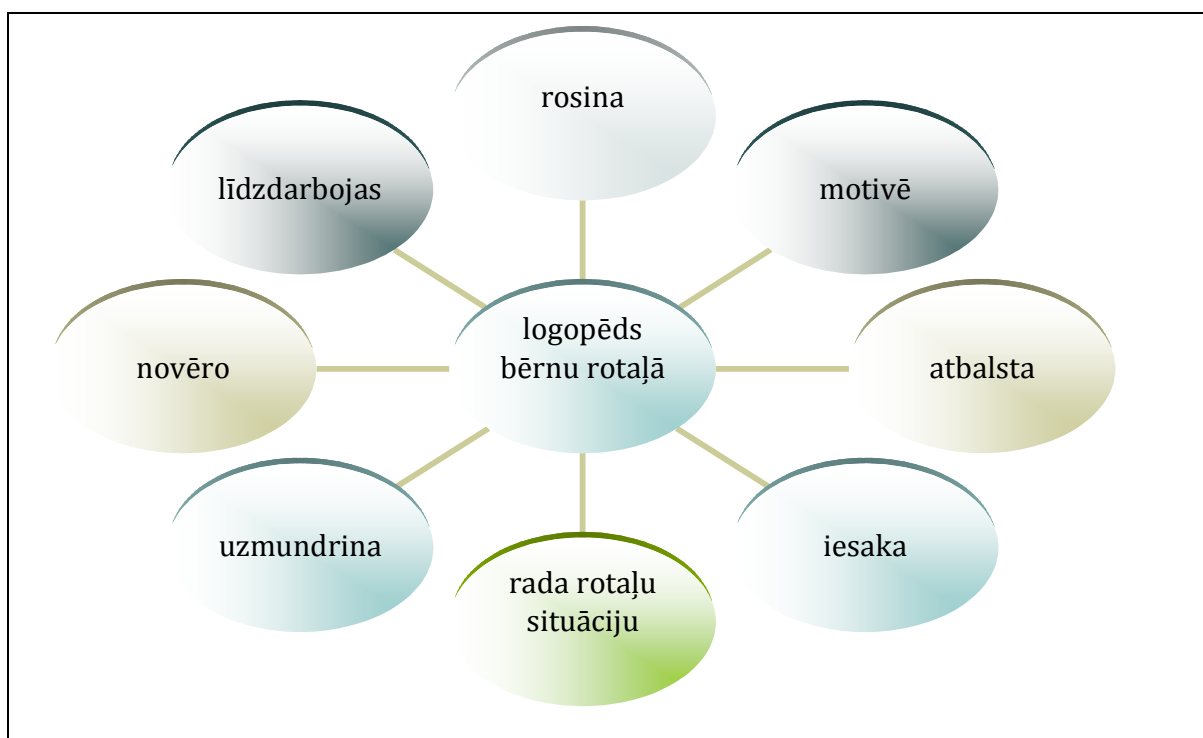 rosina
līdzdarbojas
motivē
logopēds
bērnu rotaļā
novēro
atbalsta
uzmundrina
iesaka
rada rotaļu
situāciju